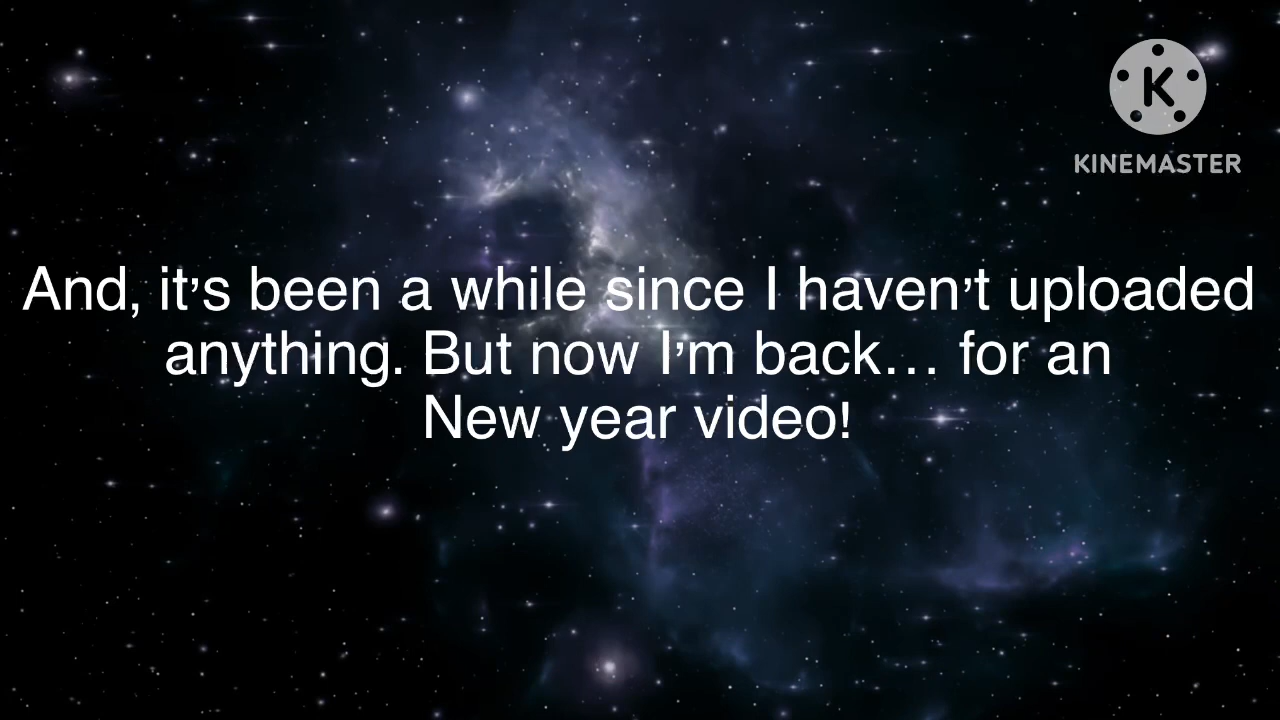 K
KINEMASTER
And, it's been a while since I haven't uploaded
anything. But now I'm back... for an
New year video!